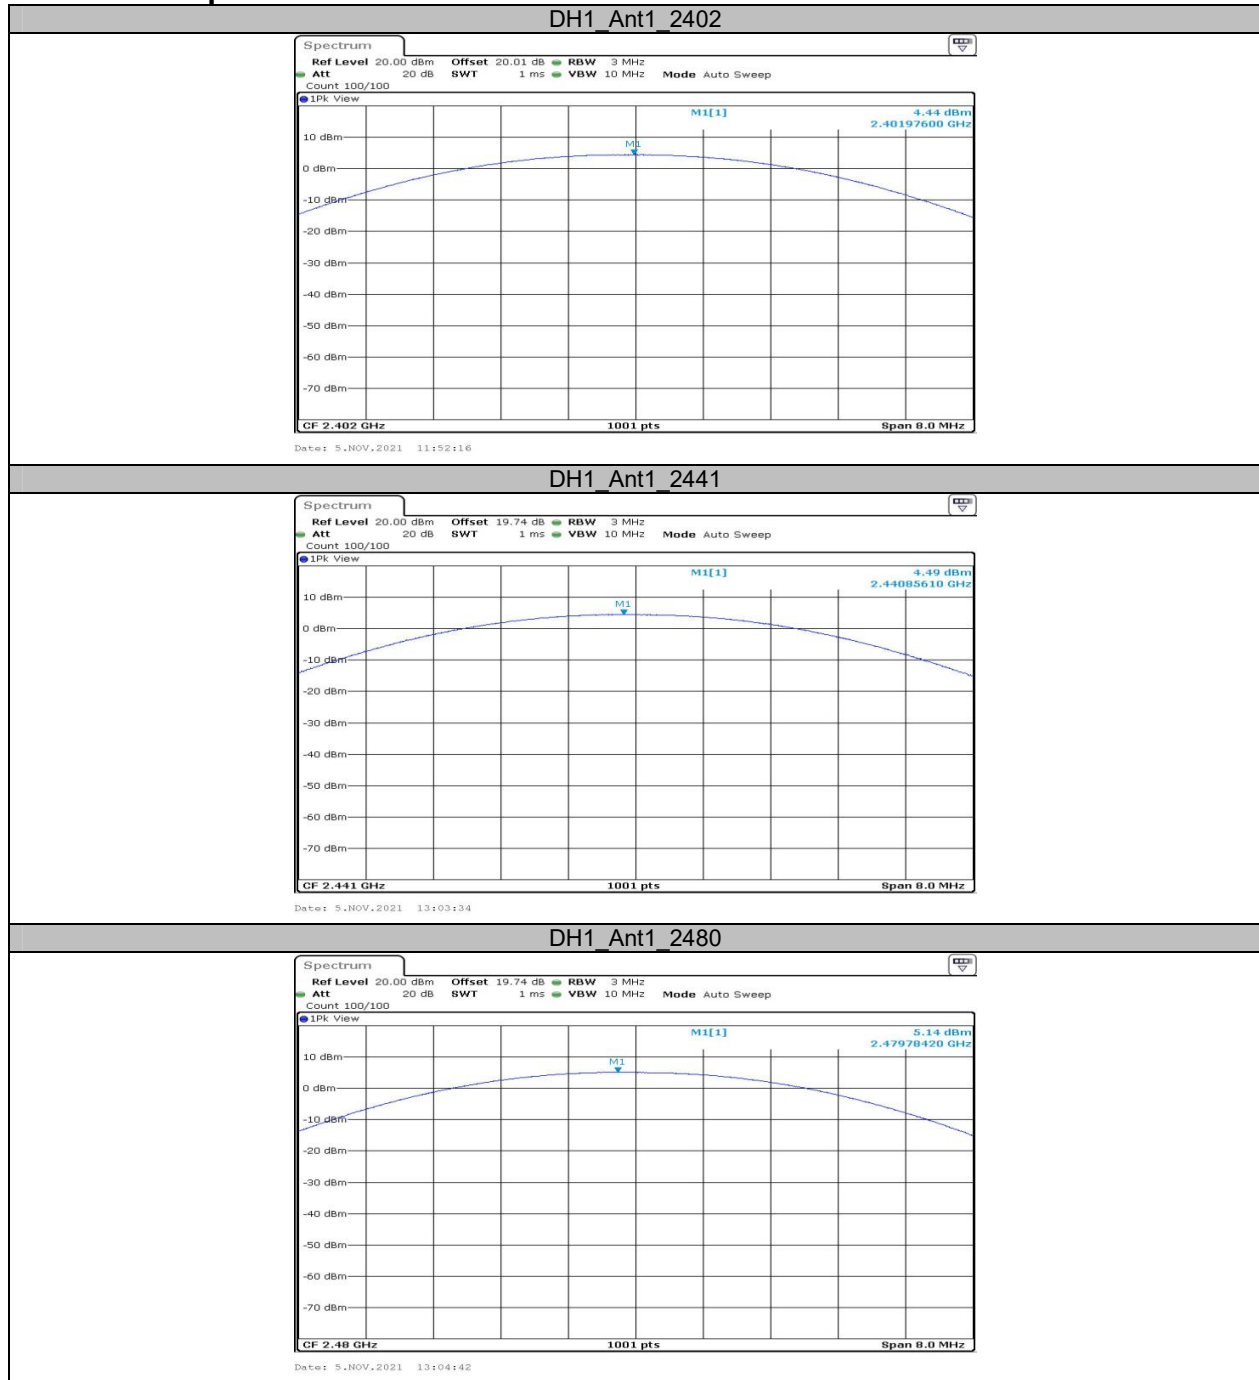 DH1_Ant1_2402
Spectrum
Ref Level 20.00 dBm Offset 20.01 dB RBW 3 MHz
Att 20 dB SWT 1 ms VBW 10 MHz Mode Auto Sweep
Count 100/100
1Pk View
M1[1] 4.44 dBm
2.40197600 GHz
10 dBm
M1
0 dBm
-10 dBm
-20 dBm
-30 dBm
-40 dBm
-50 dBm
-60 dBm
-70 dBm
CF 2.402 GHz 1001 pts Span 8.0 MHz
Date: 5.NOV.2021 11:52:16
DH1_Ant1_2441
Spectrum
Ref Level 20.00 dBm Offset 19.74 dB RBW 3 MHz
Att 20 dB SWT 1 ms VBW 10 MHz Mode Auto Sweep
Count 100/100
1Pk View
M1[1] 4.49 dBm
2.44085610 GHz
10 dBm
M1
0 dBm
-10 dBm
-20 dBm
-30 dBm
-40 dBm
-50 dBm
-60 dBm
-70 dBm
CF 2.441 GHz 1001 pts Span 8.0 MHz
Date: 5.NOV.2021 13:03:34
DH1_Ant1_2480
Spectrum
Ref Level 20.00 dBm Offset 19.74 dB RBW 3 MHz
Att 20 dB SWT 1 ms VBW 10 MHz Mode Auto Sweep
Count 100/100
1Pk View
M1[1] 5.14 dBm
2.47978420 GHz
10 dBm
M1
0 dBm
-10 dBm
-20 dBm
-30 dBm
-40 dBm
-50 dBm
-60 dBm
-70 dBm
CF 2.48 GHz 1001 pts Span 8.0 MHz
Date: 5.NOV.2021 13:04:42